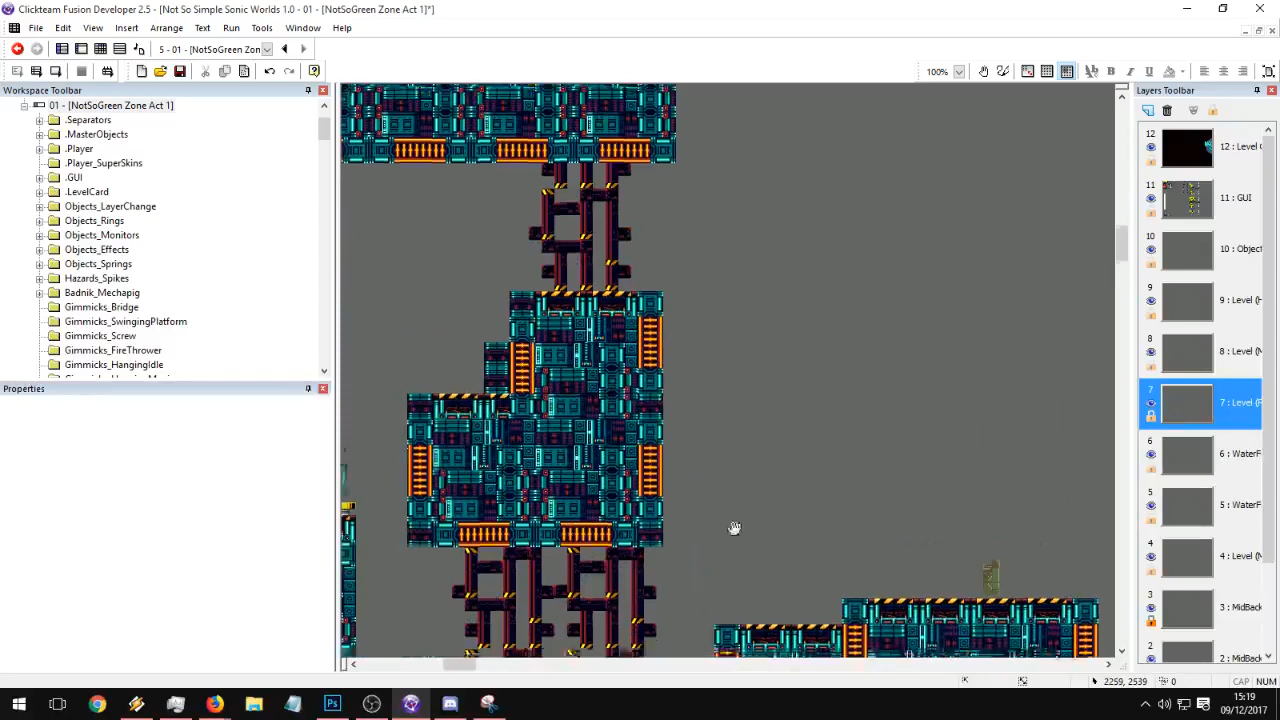 Clickteam Fusion Developer 2.5 - [Not So Simple Sonic Worlds 1.0 - 01 - [NotSoGreen Zone Act 1]*]
File Edit View Insert Arrange Text Run Tools Window Help
5 - 01 - [NotSoGreen Zon
100%
Workspace Toolbar
Layers Toolbar
01 - [NotSoGreen Zone Act 1]
.Separators
.MasterObjects
.Player
.Player_SuperSkins
.GUI
.LevelCard
Objects_LayerChange
Objects_Rings
Objects_Monitors
Objects_Effects
Objects_Springs
Hazards_Spikes
Badnik_Mechapig
Gimmicks_Bridge
Gimmicks_SwingingPlatform
Gimmicks_Screw
Gimmicks_FireThrower
Gimmicks_HangingIdle
Properties
12
12 : Level (
11
11 : GUI
10
10 : Object
9
9 : Level (
8
8 : Level (
7
7 : Level (F
6
6 : WaterF
5
5 : WaterF
4
4 : Level (
3
3 : MidBac
2
2 : MidBac
2259, 2539
0
CAP
NUM
Ps
15:19
09/12/2017